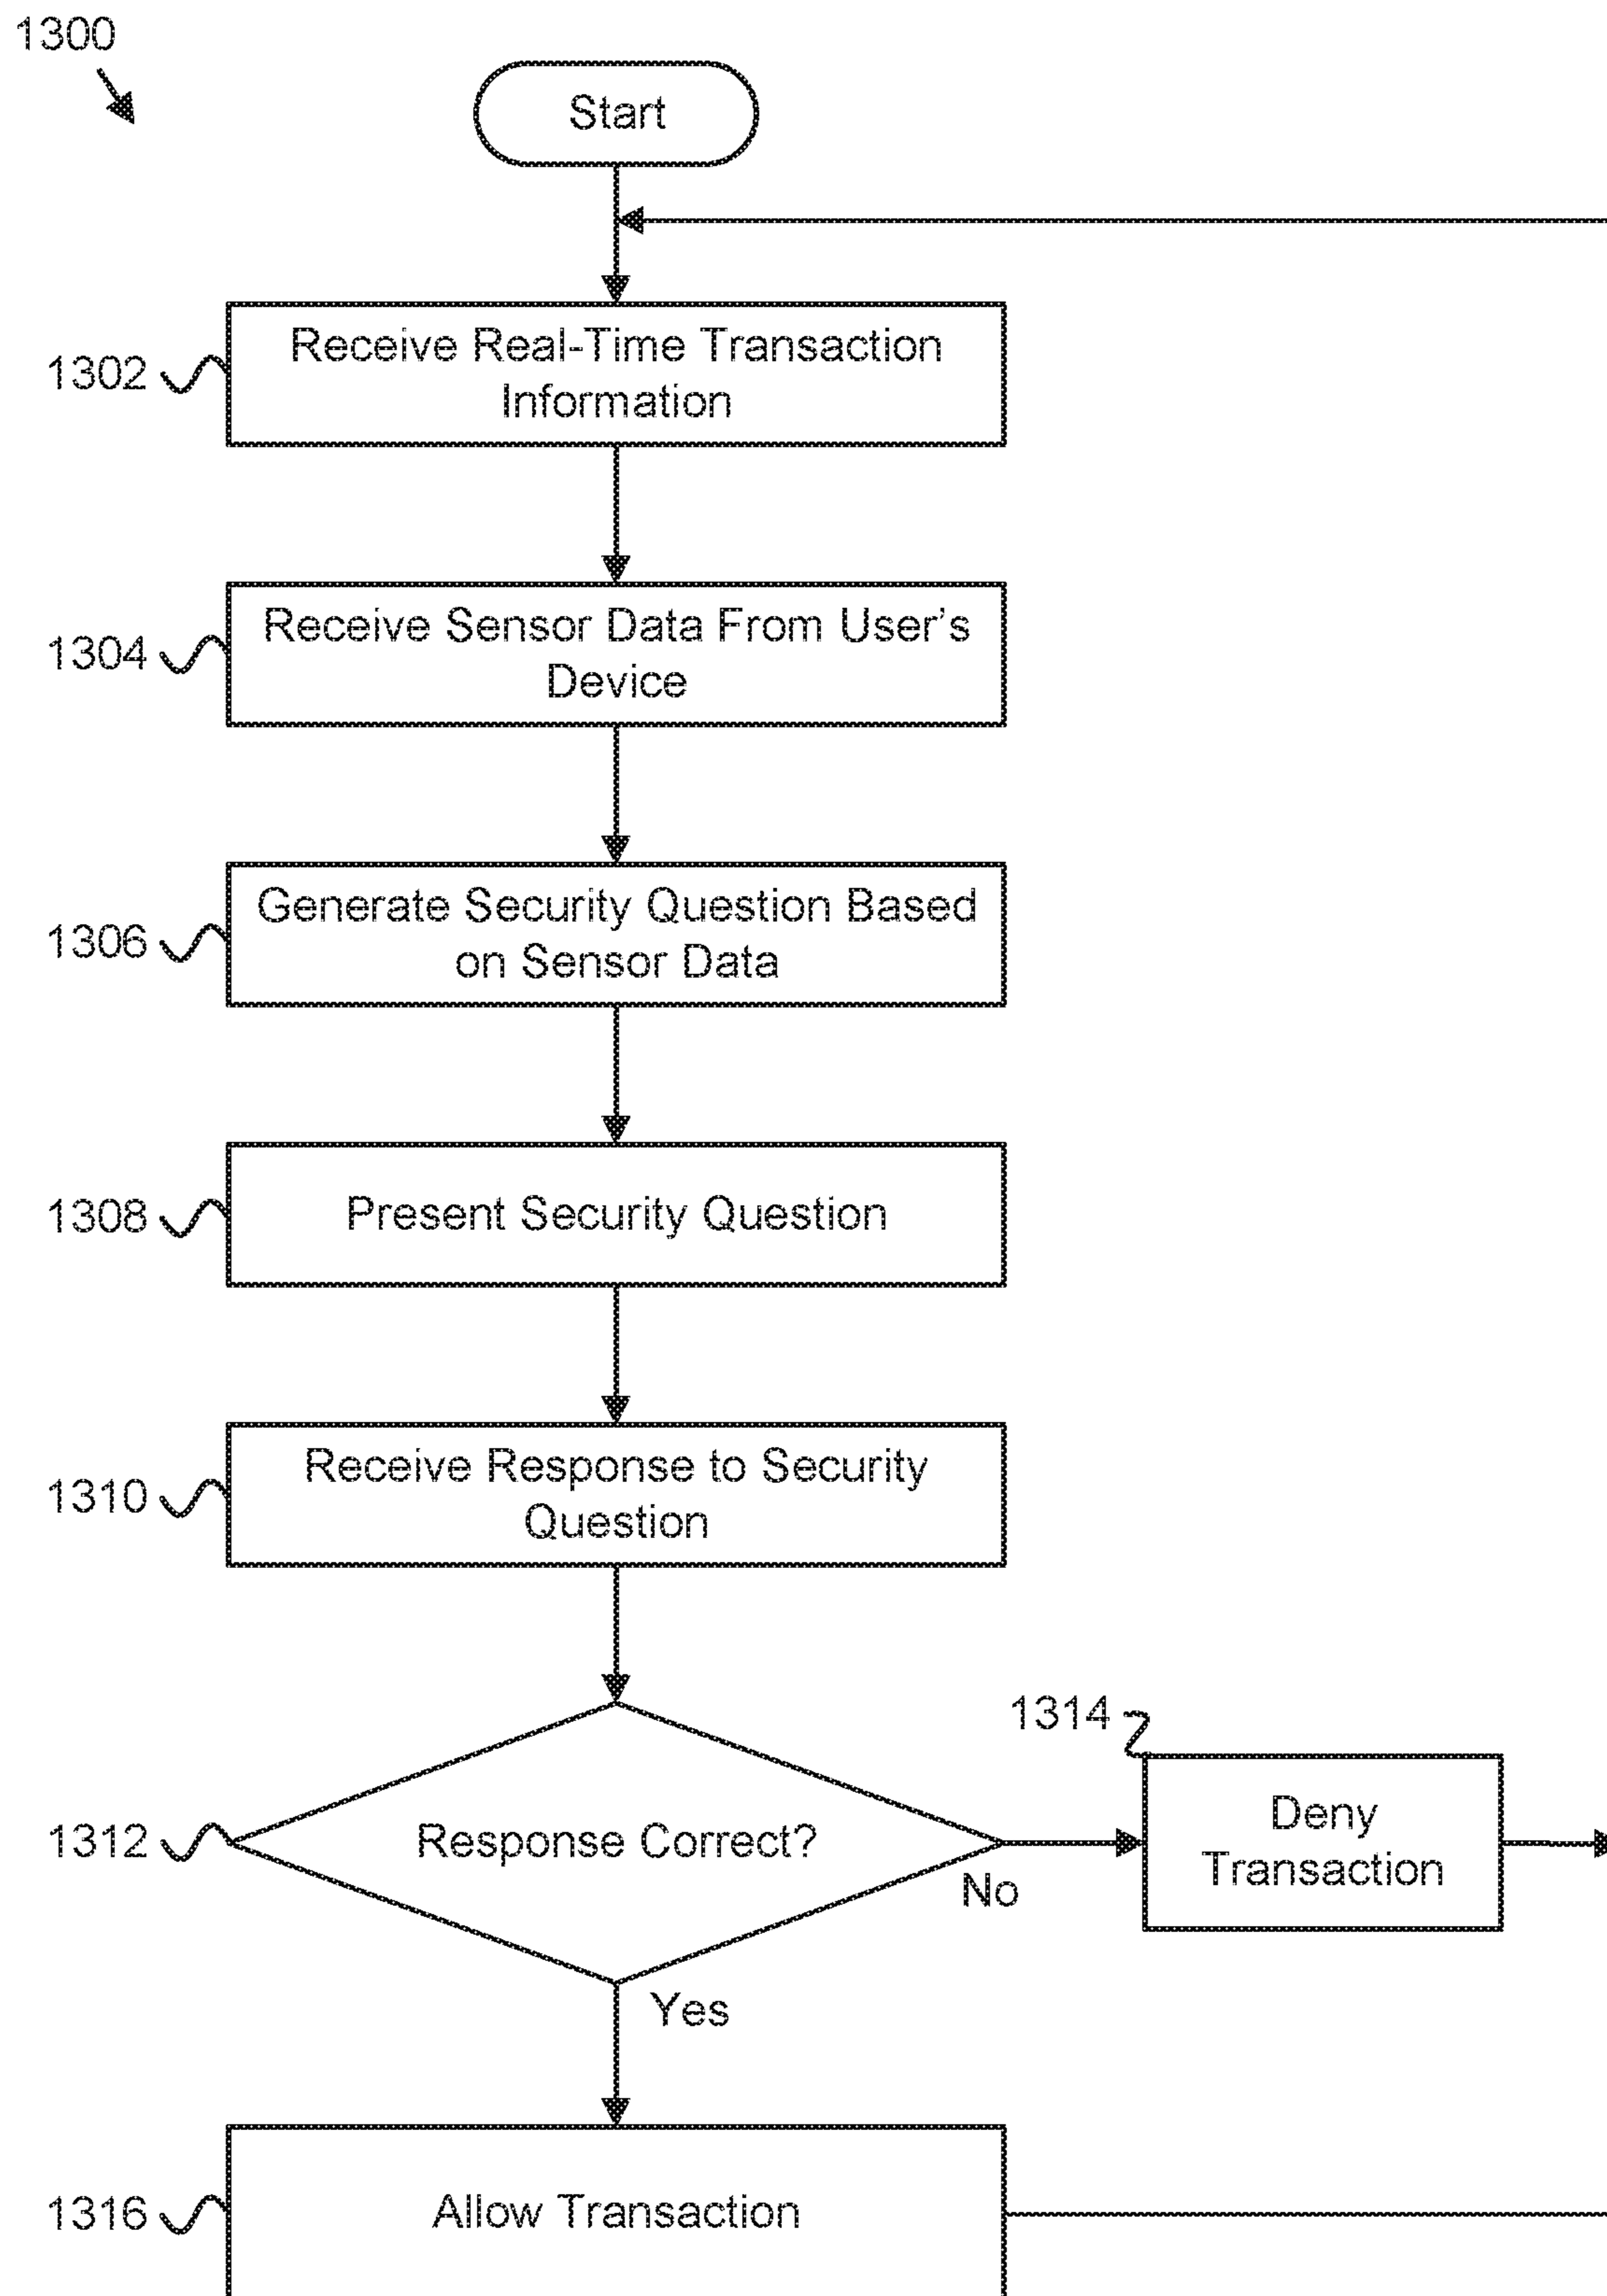 1300
Start
1302
Receive Real-Time Transaction
Information
1304
Receive Sensor Data From User's
Device
1306
Generate Security Question Based
on Sensor Data
1308
Present Security Question
1310
Receive Response to Security
Question
1312
Response Correct?
No
1314
Deny
Transaction
Yes
1316
Allow Transaction